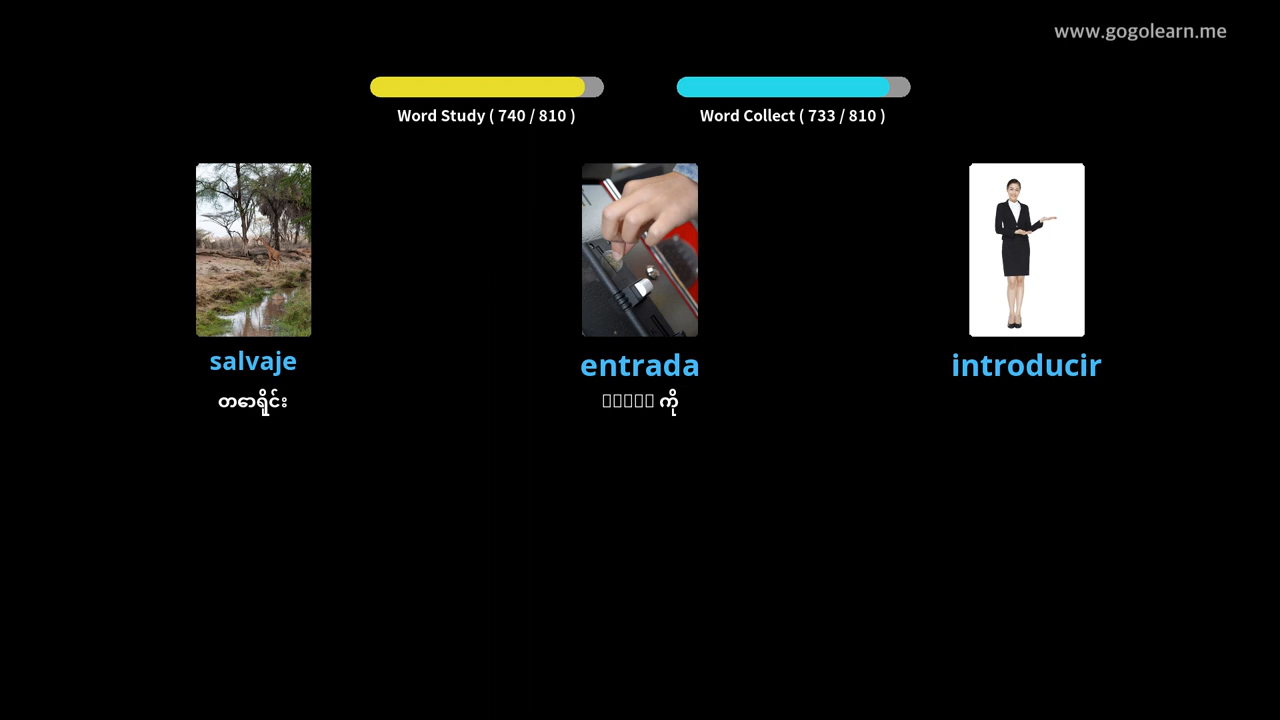 www.gogolearn.me
Word Study ( 740 / 810 )
Word Collect ( 733 / 810 )
salvaje
entrada
introducir
တောရိုင်း
ကို